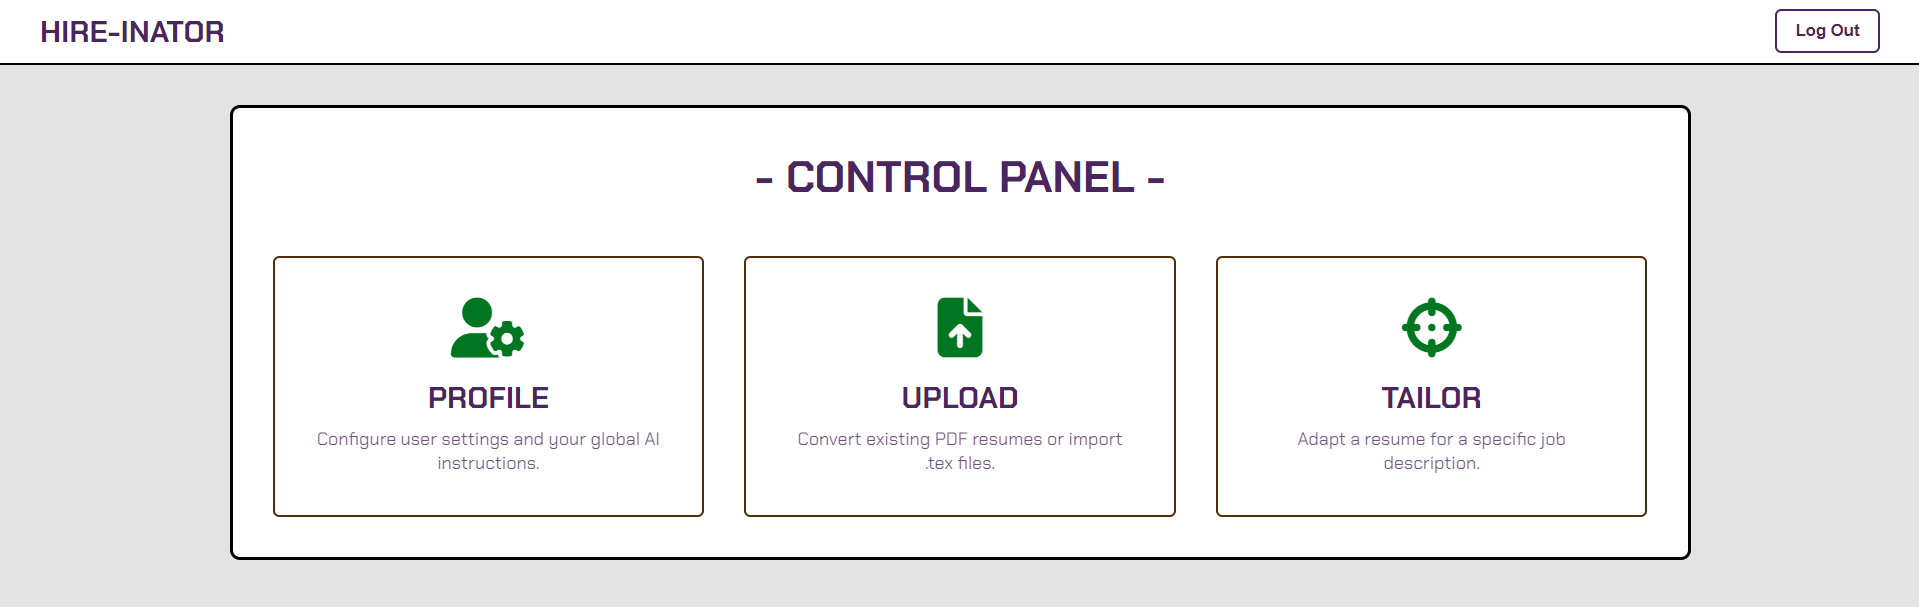 HIRE-INATOR
Log Out
- CONTROL PANEL -
PROFILE
Configure user settings and your global AI
instructions.
UPLOAD
Convert existing PDF resumes or import
.tex files.
TAILOR
Adapt a resume for a specific job
description.